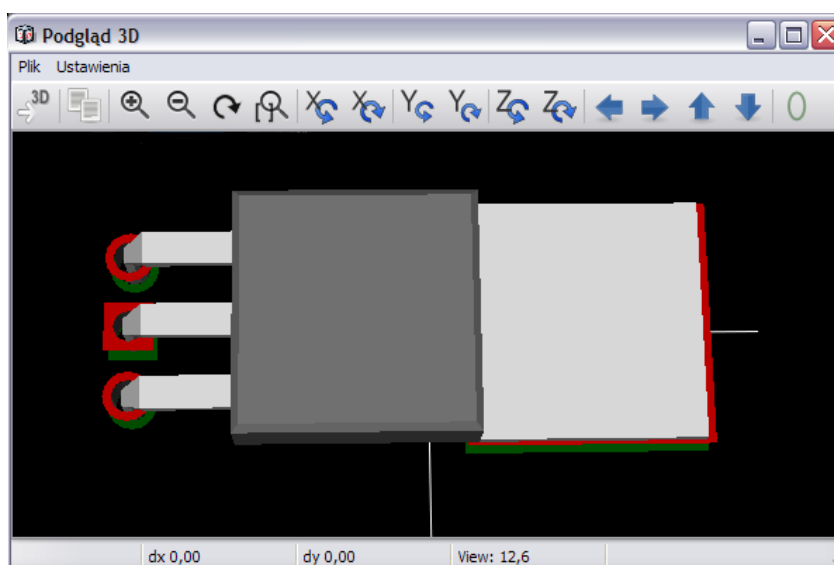 Podgląd 3D
Plik Ustawienia
3D X X Y Y Z Z
dx 0,00 dy 0,00 View: 12,6